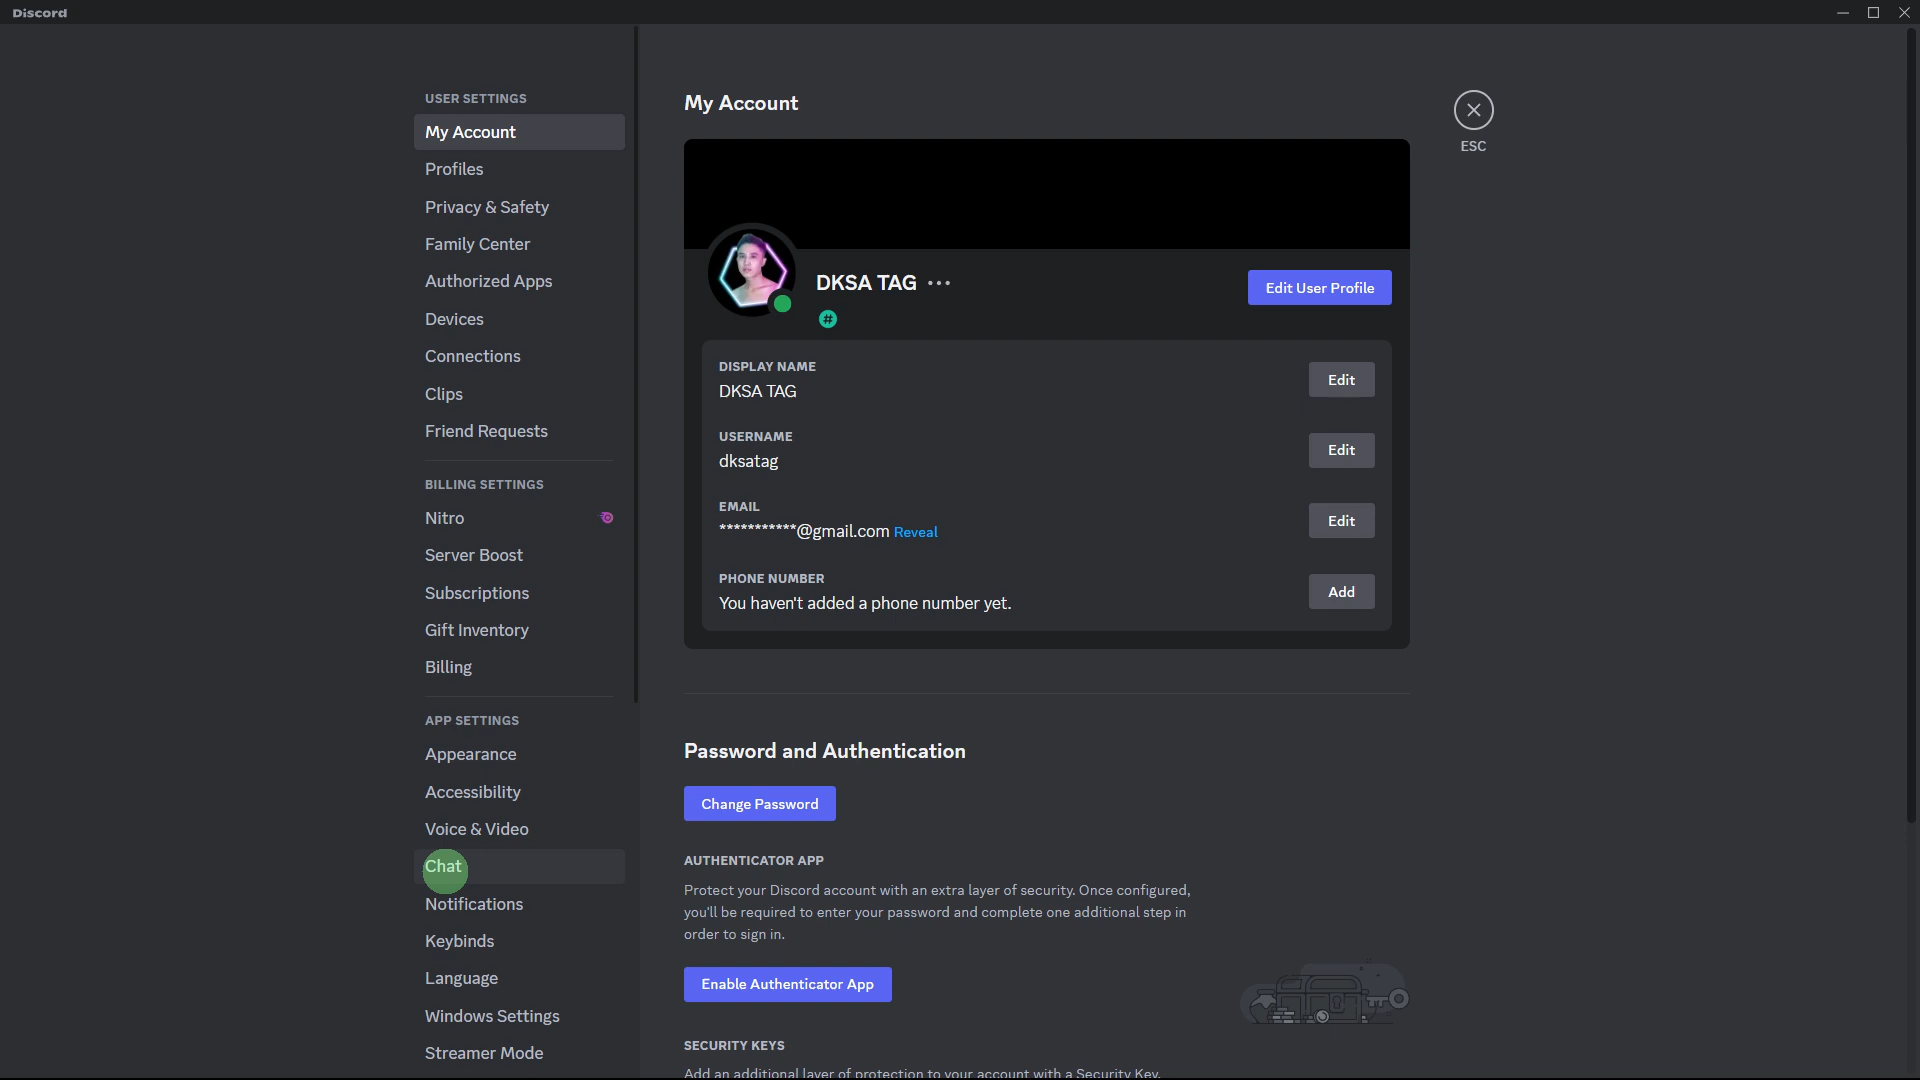 Discord
USER SETTINGS
My Account
Profiles
Privacy & Safety
Family Center
Authorized Apps
Devices
Connections
Clips
Friend Requests
BILLING SETTINGS
Nitro
Server Boost
Subscriptions
Gift Inventory
Billing
APP SETTINGS
Appearance
Accessibility
Voice & Video
Chat
Notifications
Keybinds
Language
Windows Settings
Streamer Mode
My Account
ESC
DKSA TAG
#
Edit User Profile
DISPLAY NAME
DKSA TAG
Edit
USERNAME
dksatag
Edit
EMAIL
***********@gmail.com Reveal
Edit
PHONE NUMBER
You haven't added a phone number yet.
Add
Password and Authentication
Change Password
AUTHENTICATOR APP
Protect your Discord account with an extra layer of security. Once configured,
you'll be required to enter your password and complete one additional step in
order to sign in.
Enable Authenticator App
SECURITY KEYS
Add an additional layer of protection to your account with a Security Key.